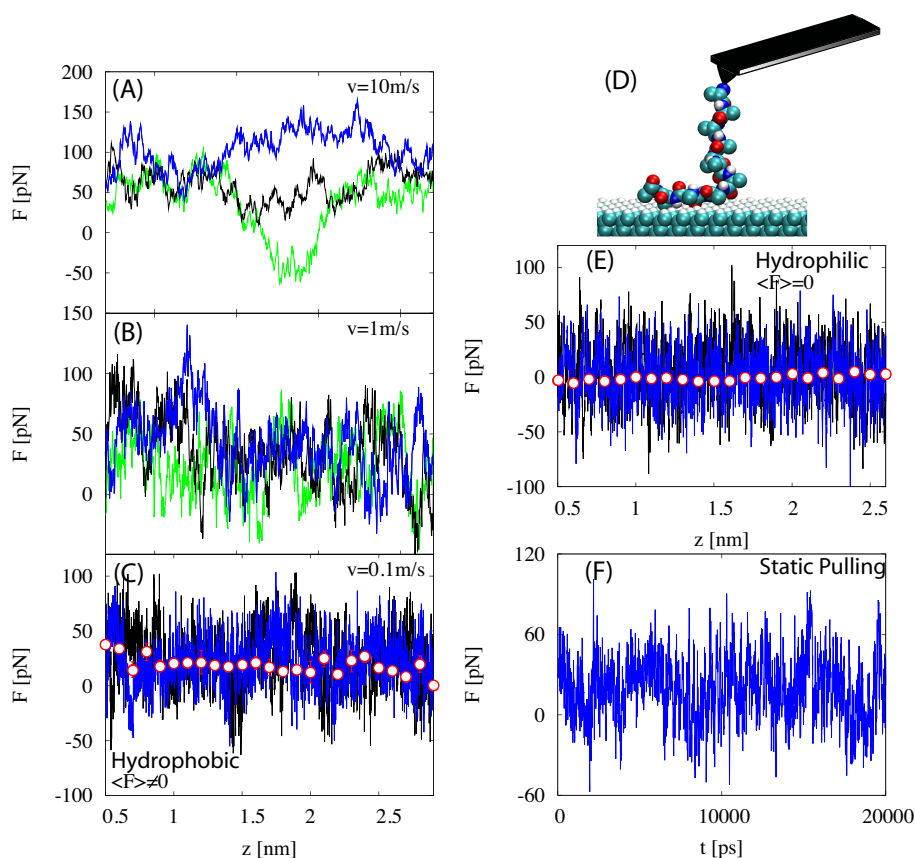 F [pN]
200
150
100
50
0
-50
150
(A)
v=10m/s
F [pN]
100
50
0
(B)
v=1m/s
F [pN]
100
50
0
-50
-100
(C)
v=0.1m/s
Hydrophobic
<F>≠0
0.5 1 1.5 2 2.5
z [nm]
(D)
F [pN]
100
50
0
-50
-100
(E)
Hydrophilic
<F>=0
0.5 1 1.5 2 2.5
z [nm]
F [pN]
120
60
0
-60
(F)
Static Pulling
0 10000 20000
t [ps]